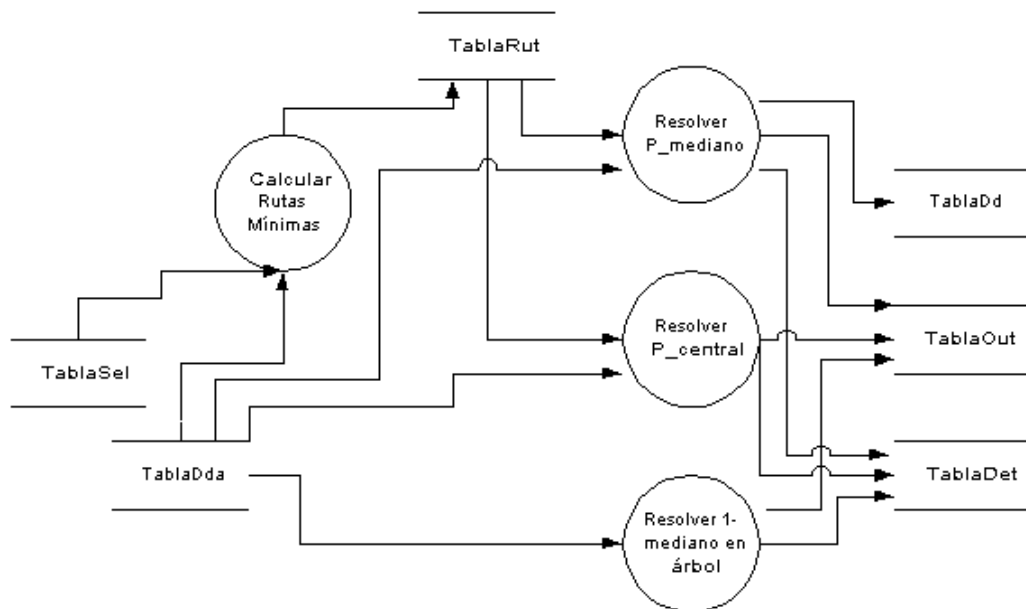 TablaRut
Resolver
P_mediano
Calcular
Rutas
Mínimas
TablaDd
Resolver
P_central
TablaOut
TablaSel
TablaDda
TablaDet
Resolver 1-
mediano en
árbol